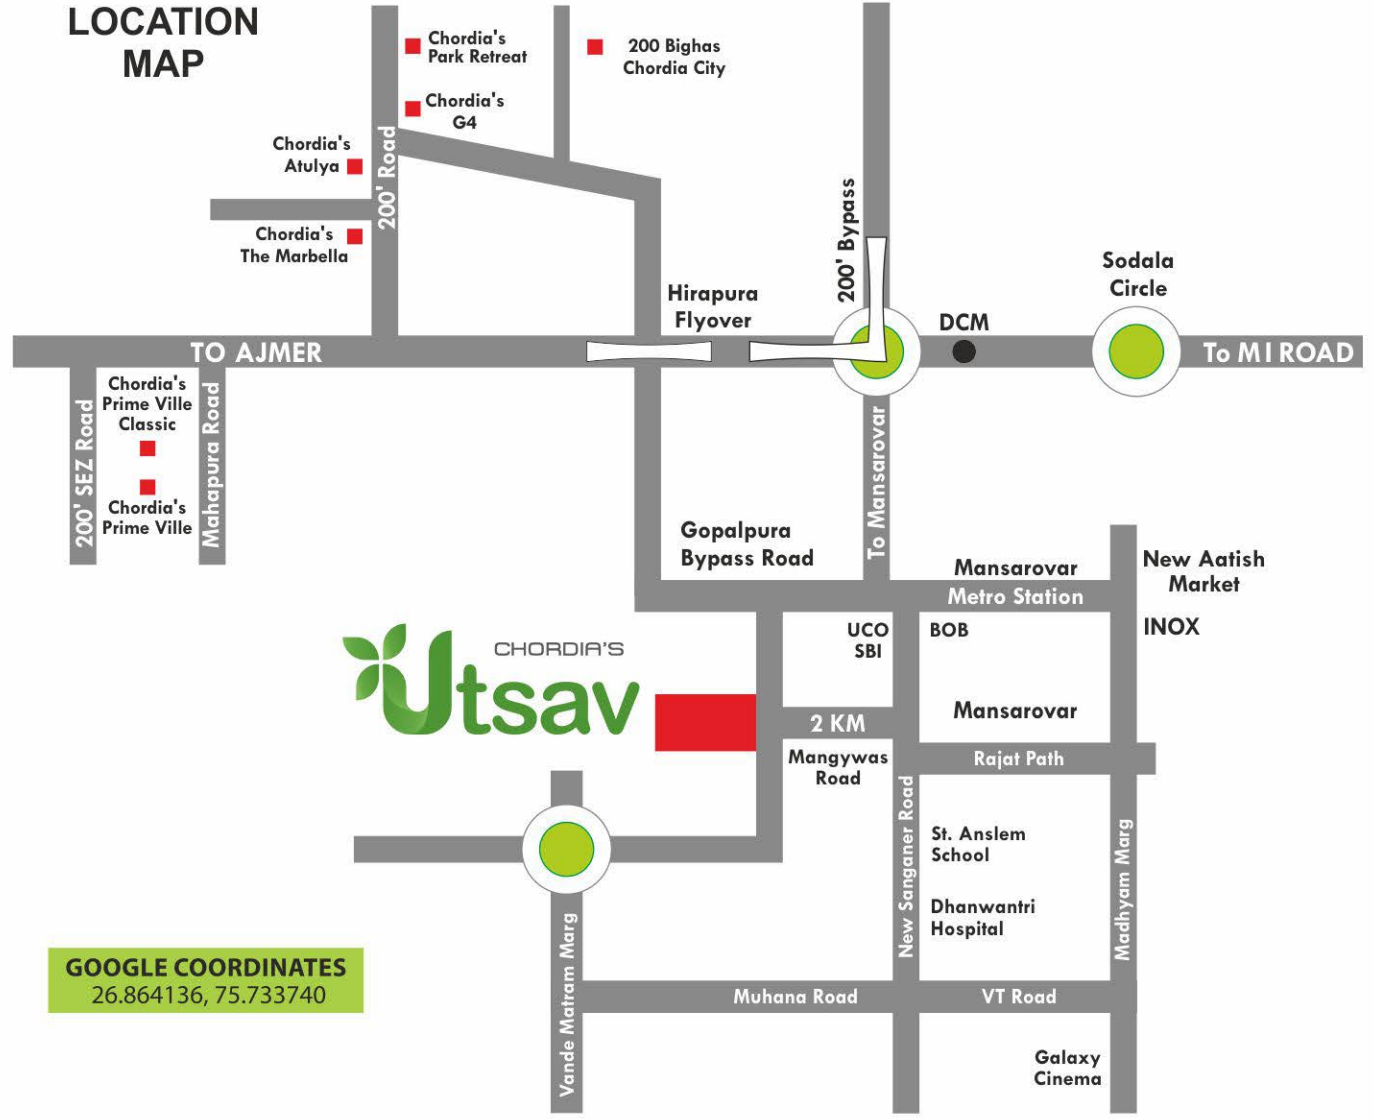 LOCATION
MAP
Chordia's
Park Retreat
200 Bighas
Chordia City
Chordia's
G4
Chordia's
Atulya
200' Road
Chordia's
The Marbella
200' Bypass
Hirapura
Flyover
DCM
Sodala
Circle
TO AJMER
To M I ROAD
Chordia's
Prime Ville
Classic
Chordia's
Prime Ville
200' SEZ Road
Mahapura Road
To Mansarovar
Gopalpura
Bypass Road
Mansarovar
Metro Station
New Aatish
Market
INOX
UCO
SBI
BOB
CHORDIA'S
Utsav
2 KM
Mangywas
Road
Mansarovar
Rajat Path
New Sanganer Road
St. Anslem
School
Dhanwantri
Hospital
Madhyam Marg
Vande Matram Marg
GOOGLE COORDINATES
26.864136, 75.733740
Muhana Road
VT Road
Galaxy
Cinema